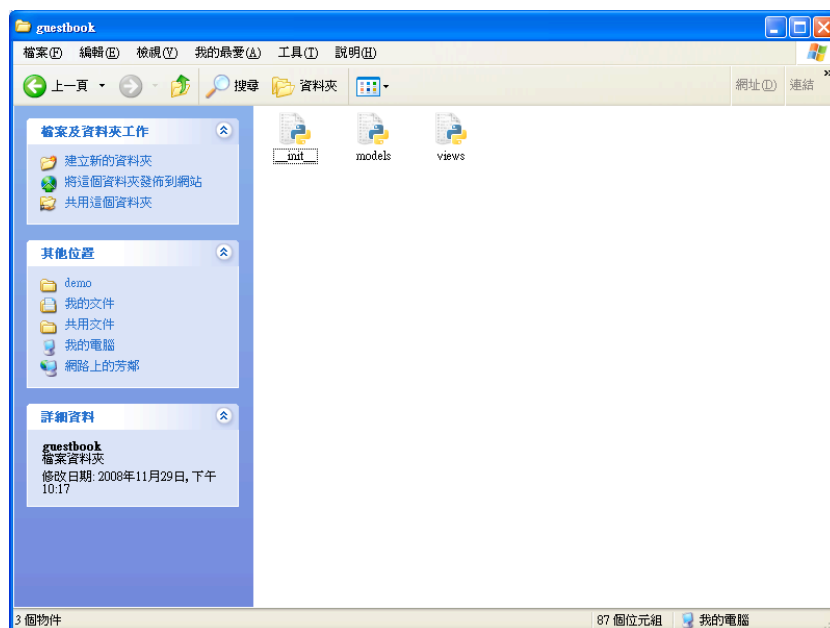 guestbook
檔案(F) 編輯(E) 檢視(V) 我的最愛(A) 工具(T) 說明(H)
上一頁 搜尋 資料夾 網址(D) 連結 »
檔案及資料夾工作
建立新的資料夾
將這個資料夾發佈到網站
共用這個資料夾
其他位置
demo
我的文件
共用文件
我的電腦
網路上的芳鄰
詳細資料
guestbook
檔案資料夾
修改日期: 2008年11月29日, 下午
10:17
__init__ models views
3 個物件 87 個位元組 我的電腦